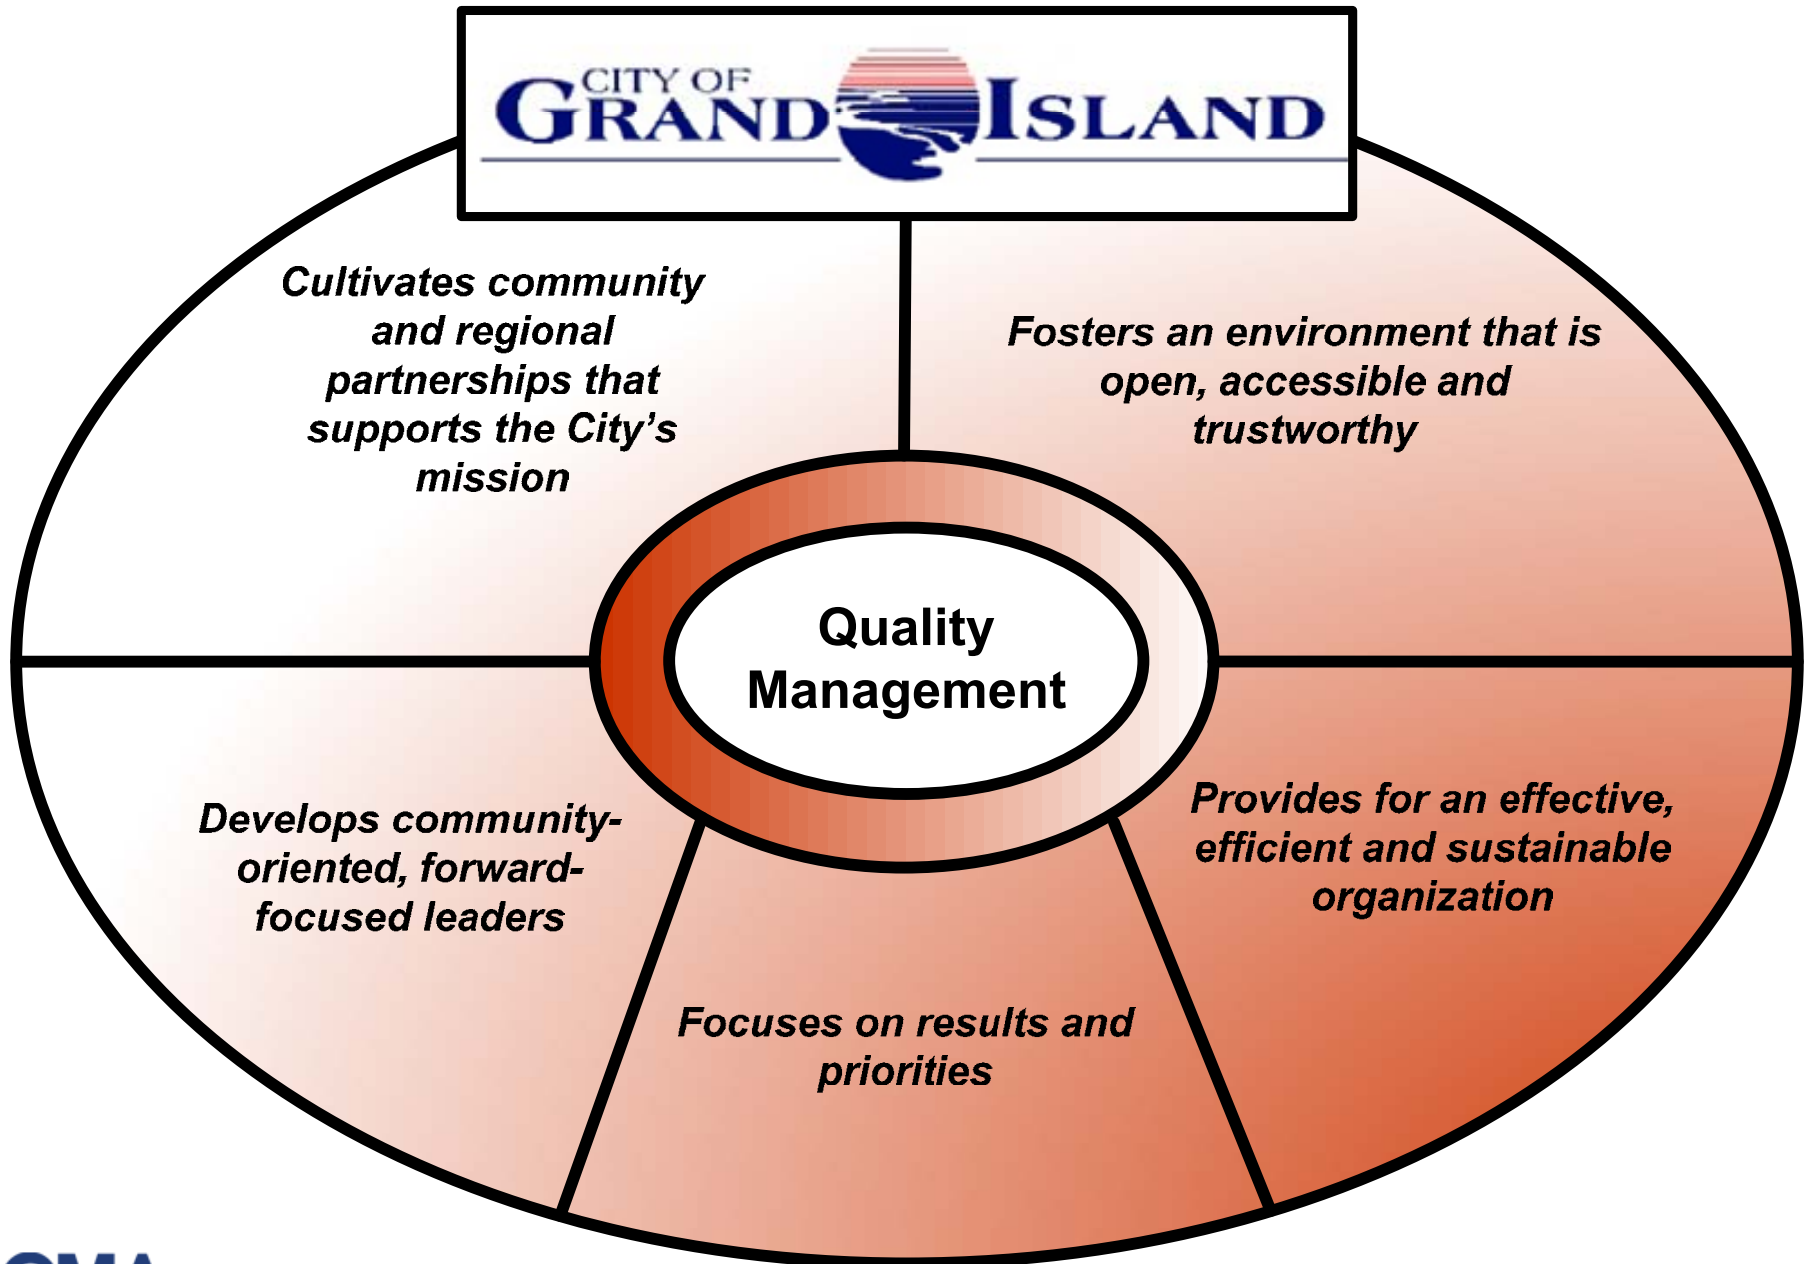 CITY OF
GRAND ISLAND
Cultivates community
and regional
partnerships that
supports the City's
mission
Fosters an environment that is
open, accessible and
trustworthy
Quality
Management
Develops community-
oriented, forward-
focused leaders
Provides for an effective,
efficient and sustainable
organization
Focuses on results and
priorities